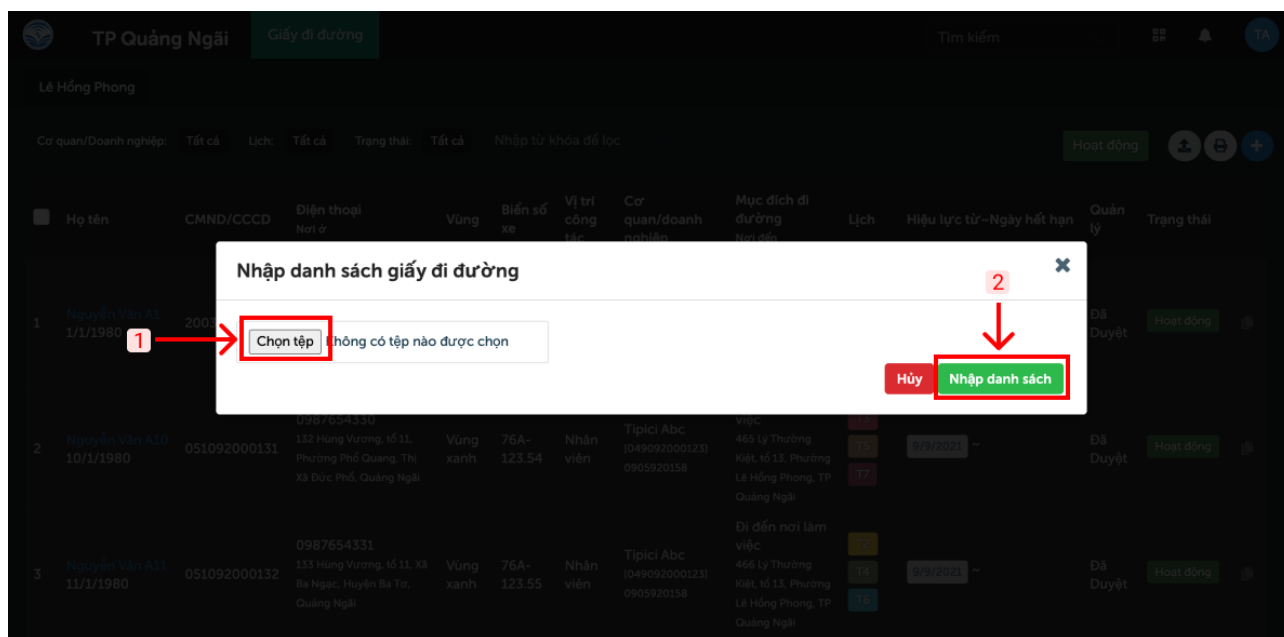 TP Quảng Ngãi Giấy đi đường Tìm kiếm TA
Lê Hồng Phong
Cơ quan/Doanh nghiệp: Tất cả Lịch: Tất cả Trạng thái: Tất cả Nhập từ khóa để lọc Hoạt động
Họ tên CMND/CCCD Điện thoại Vùng Biển số xe Vị trí công tác Cơ quan/doanh nghiệp Mục đích đi đường Lịch Hiệu lực từ~Ngày hết hạn Quản lý Trạng thái
Nơi ở Nơi đến
Nhập danh sách giấy đi đường
2
1
Nguyễn Văn A1
1/1/1980
2003
1
Chọn tệp Không có tệp nào được chọn
Đã
Duyệt
Hoạt động
Hủy Nhập danh sách
2
Nguyễn Văn A10
10/1/1980
051092000131
0987654330
132 Hùng Vương, tổ 11,
Phường Phổ Quang, Thị
Xã Đức Phổ, Quảng Ngãi
Vùng
xanh
76A-
123.54
Nhân
viên
Tipici Abc
(049092000123)
0905920158
việc
465 Lý Thường
Kiệt, tổ 13, Phường
Lê Hồng Phong, TP
Quảng Ngãi
T3
T5
T7
9/9/2021 ~
Đã
Duyệt
Hoạt động
3
Nguyễn Văn A11
11/1/1980
051092000132
0987654331
133 Hùng Vương, tổ 11, Xã
Ba Ngạc, Huyện Ba Tơ,
Quảng Ngãi
Vùng
xanh
76A-
123.55
Nhân
viên
Tipici Abc
(049092000123)
0905920158
Đi đến nơi làm
việc
466 Lý Thường
Kiệt, tổ 13, Phường
Lê Hồng Phong, TP
Quảng Ngãi
T2
T4
T6
9/9/2021 ~
Đã
Duyệt
Hoạt động